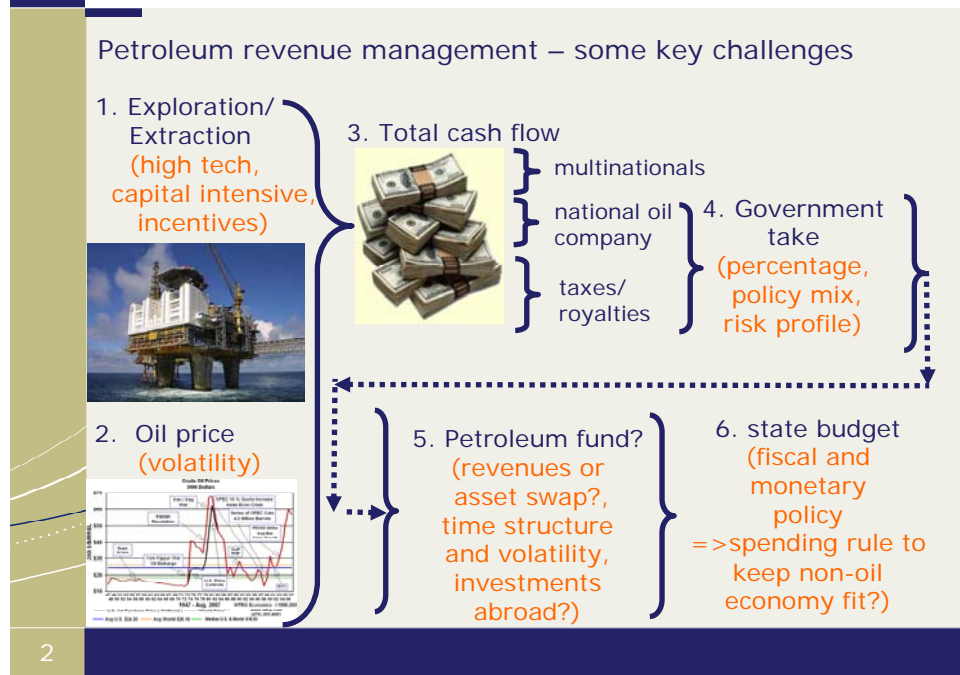 Petroleum revenue management – some key challenges
1. Exploration/
Extraction
(high tech,
capital intensive,
incentives)
2. Oil price
(volatility)
Crude Oil Prices
1947 - Aug. 2007
3. Total cash flow
multinationals
national oil
company
taxes/
royalties
4. Government
take
(percentage,
policy mix,
risk profile)
5. Petroleum fund?
(revenues or
asset swap?,
time structure
and volatility,
investments
abroad?)
6. state budget
(fiscal and
monetary
policy
=>spending rule to
keep non-oil
economy fit?)
2